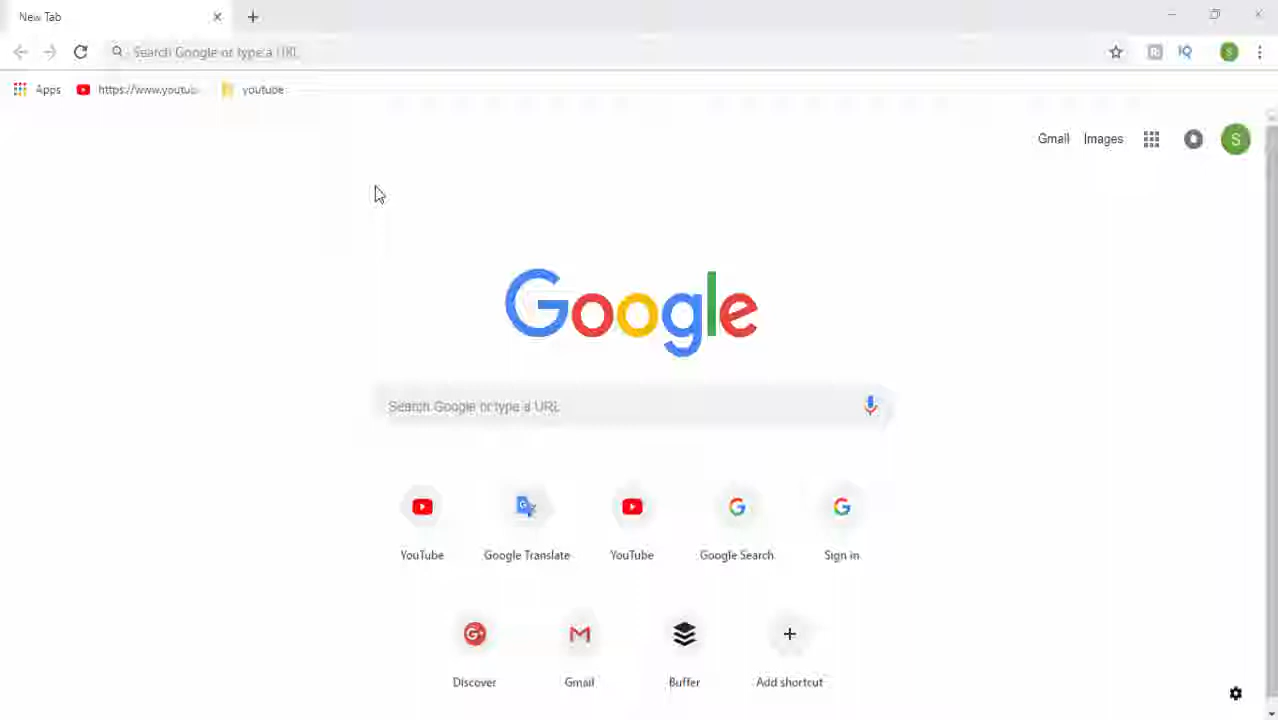 New Tab
Search Google or type a URL
Apps https://www.youtub youtube
Gmail Images S
Google
Search Google or type a URL
YouTube Google Translate YouTube Google Search Sign in
Discover Gmail Buffer Add shortcut